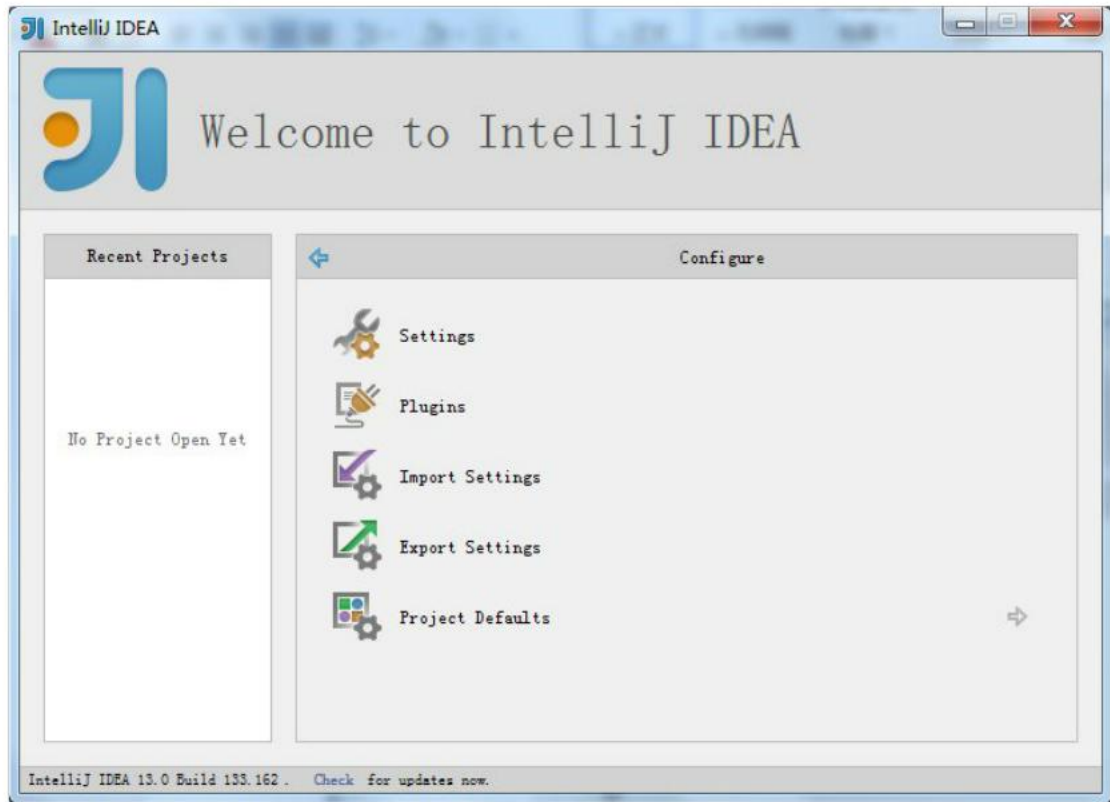 IntelliJ IDEA
Welcome to IntelliJ IDEA
Recent Projects
Configure
Settings
Plugins
No Project Open Yet
Import Settings
Export Settings
Project Defaults
IntelliJ IDEA 13.0 Build 133.162 . Check for updates now.